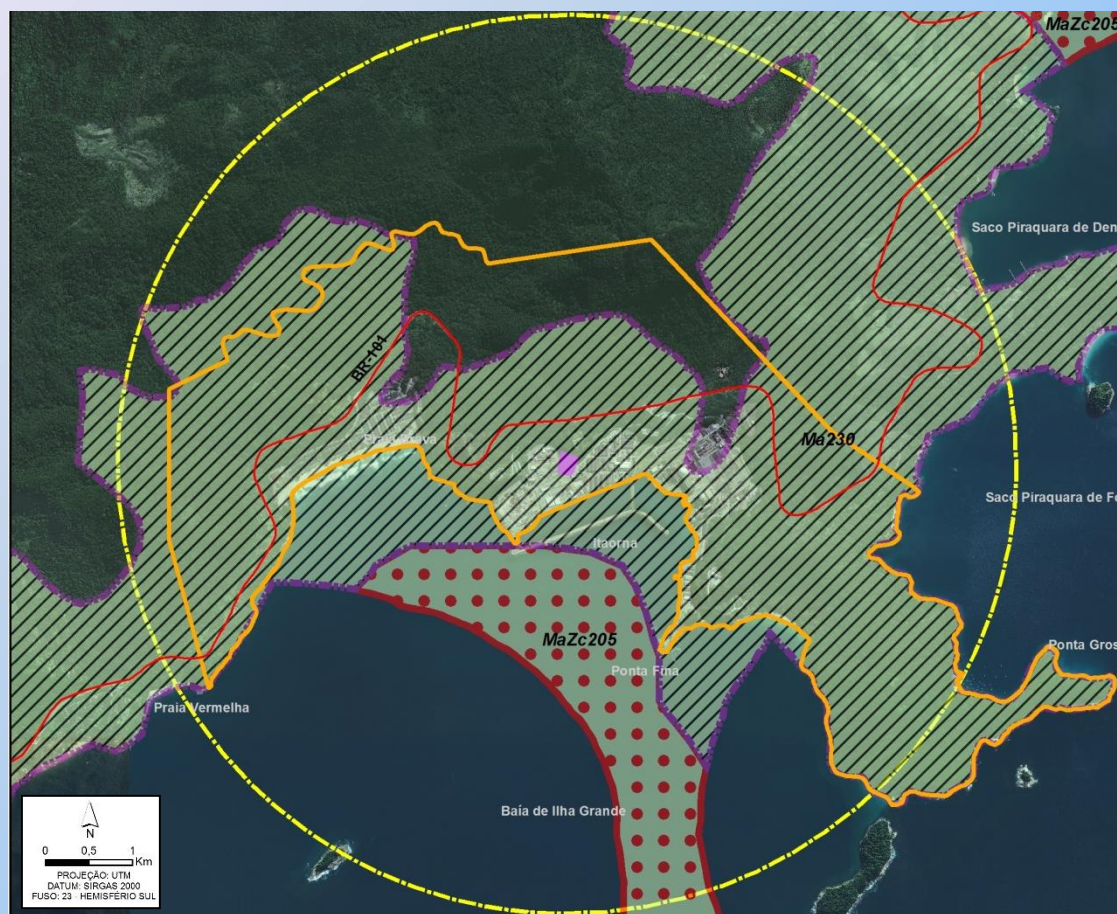 MaZc205
Saco Piraquara de Den
BR-101
Ma230
Saco Piraquara de Fo
Itaorna
MaZc205
Ponta Gros
Ponta Fina
Praia Vermelha
Baía de Ilha Grande
N
0 0,5 1
Km
PROJEÇÃO: UTM
DATUM: SIRGAS 2000
FUSO: 23 - HEMISFÉRIO SUL